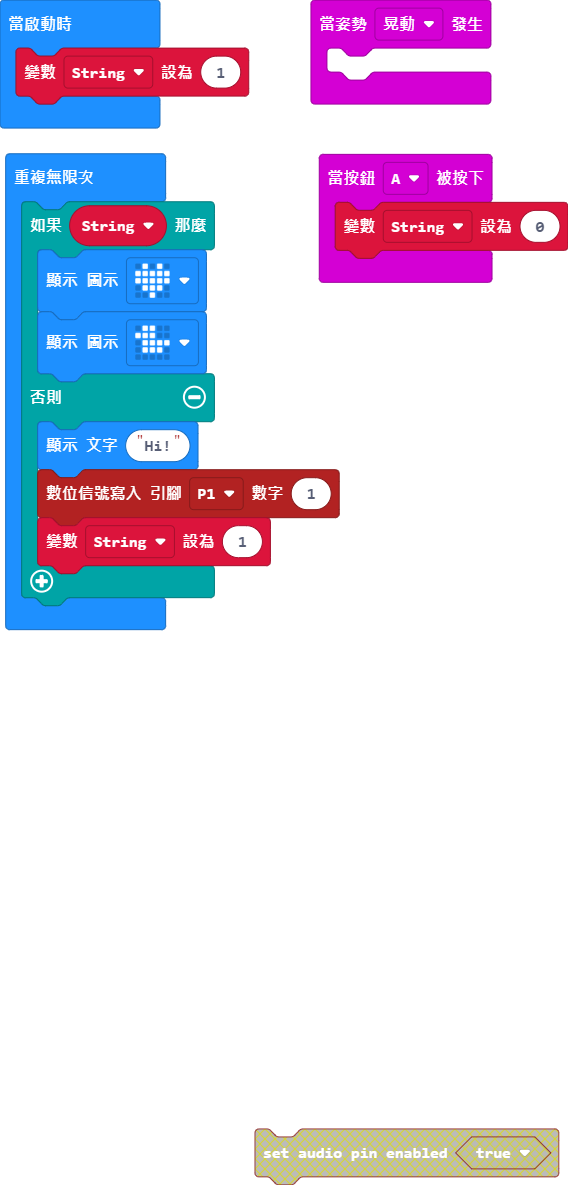 當啟動時
變數 String 設為 1
當姿勢 晃動 發生
重複無限次
如果 String 那麼
顯示 圖示
顯示 圖示
否則
顯示 文字 "Hi!"
數位信號寫入 引腳 P1 數字 1
變數 String 設為 1
當按鈕 A 被按下
變數 String 設為 0
set audio pin enabled true